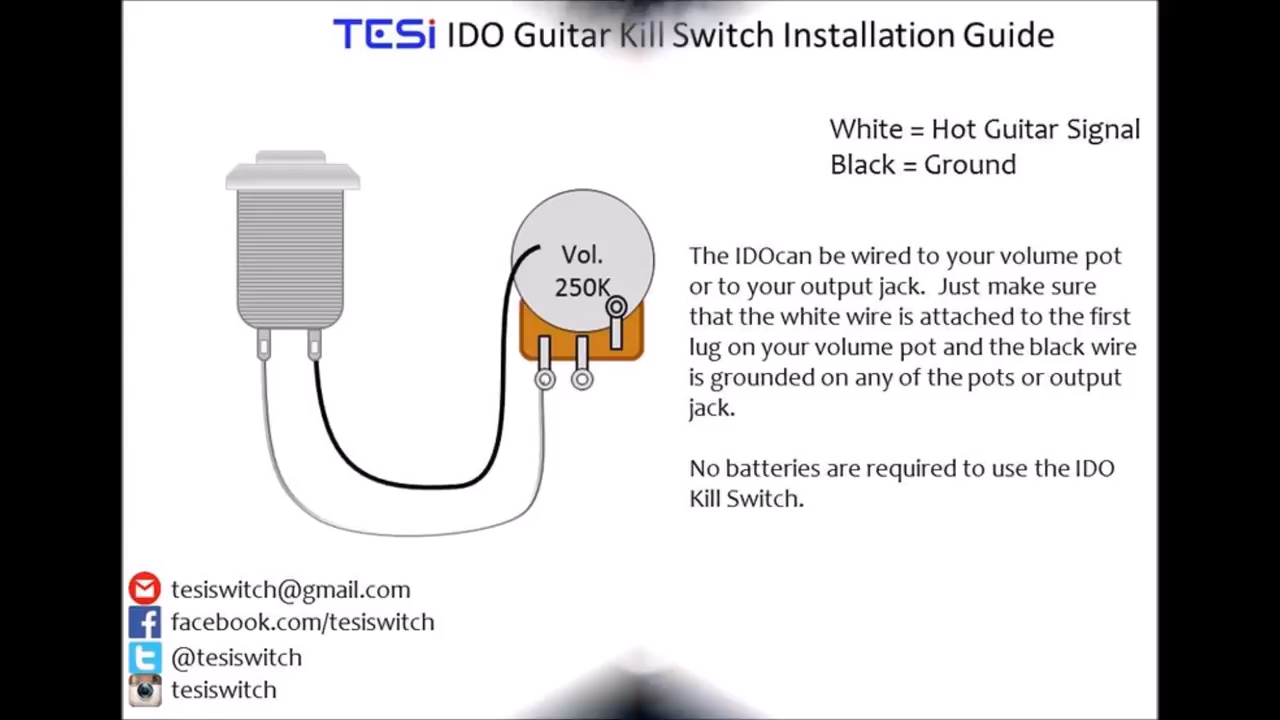 TESi IDO Guitar Kill Switch Installation Guide
White = Hot Guitar Signal
Black = Ground
Vol.
250K
The IDOcan be wired to your volume pot
or to your output jack. Just make sure
that the white wire is attached to the first
lug on your volume pot and the black wire
is grounded on any of the pots or output
jack.
No batteries are required to use the IDO
Kill Switch.
tesiswitch@gmail.com
facebook.com/tesiswitch
@tesiswitch
tesiswitch